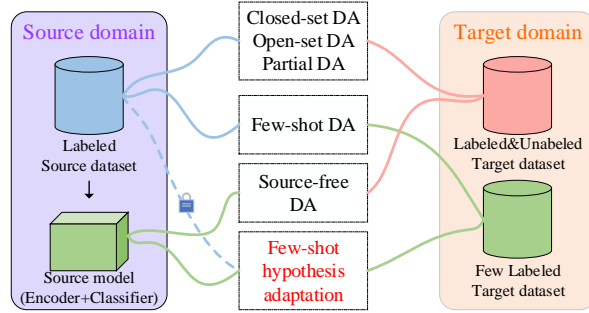 Source domain
Labeled
Source dataset
Source model
(Encoder+Classifier)
Closed-set DA
Open-set DA
Partial DA
Few-shot DA
Source-free
DA
Few-shot
hypothesis
adaptation
Target domain
Labeled&Unabeled
Target dataset
Few Labeled
Target dataset